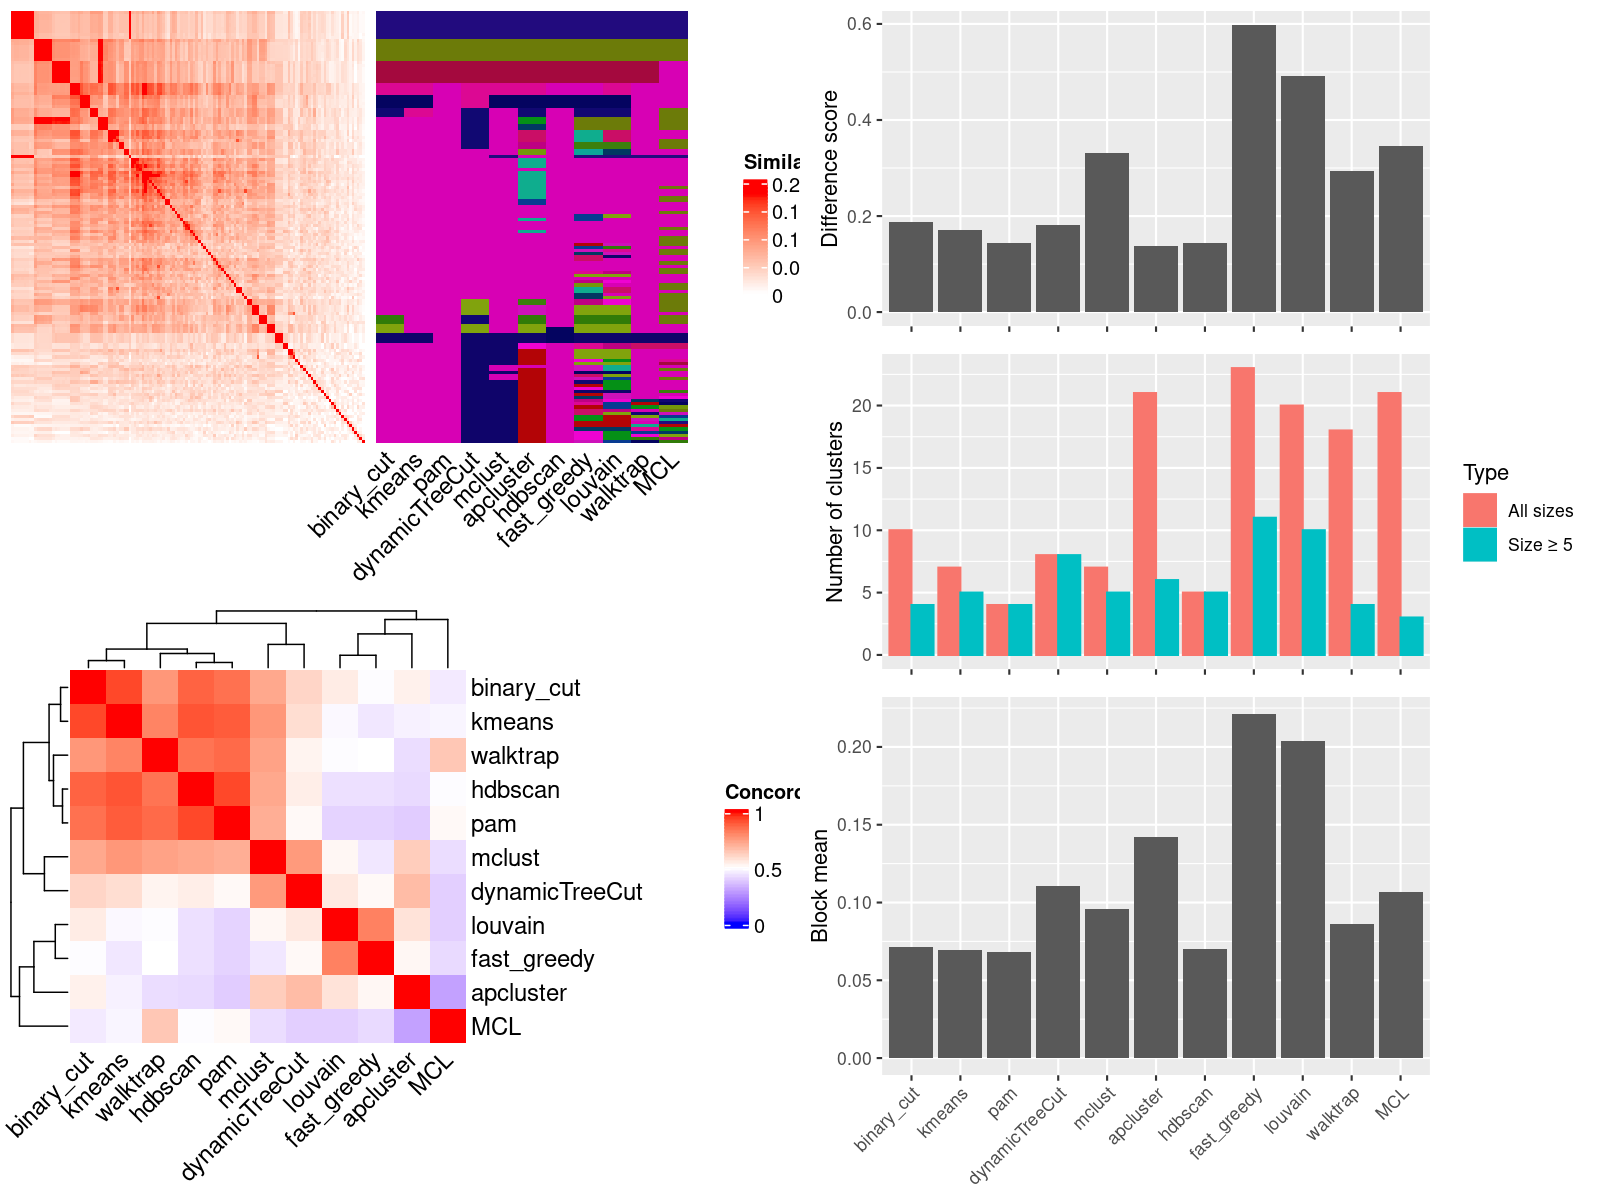 Simila
0.2
0.1
0.1
0.0
0
binary_cut
kmeans
pam
dynamicTreeCut
mclust
apcluster
hdbscan
fast_greedy
louvain
walktrap
MCL
Difference score
0.6
0.4
0.2
0.0
Number of clusters
20
15
10
5
0
Type
All sizes
Size ≥ 5
binary_cut
kmeans
walktrap
hdbscan
pam
mclust
dynamicTreeCut
louvain
fast_greedy
apcluster
MCL
binary_cut
kmeans
walktrap
hdbscan
pam
mclust
dynamicTreeCut
louvain
fast_greedy
apcluster
MCL
Concord
1
0.5
0
Block mean
0.20
0.15
0.10
0.05
0.00
binary_cut
kmeans
pam
dynamicTreeCut
mclust
apcluster
hdbscan
fast_greedy
louvain
walktrap
MCL